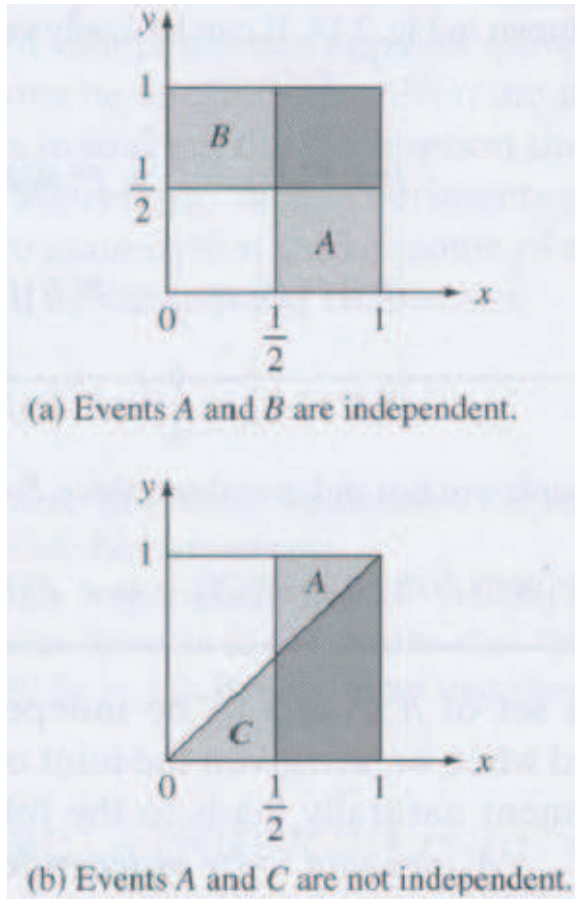 y
1
B
1
2
A
0
1
2
1
x
(a) Events A and B are independent.
y
1
A
C
0
1
2
1
x
(b) Events A and C are not independent.